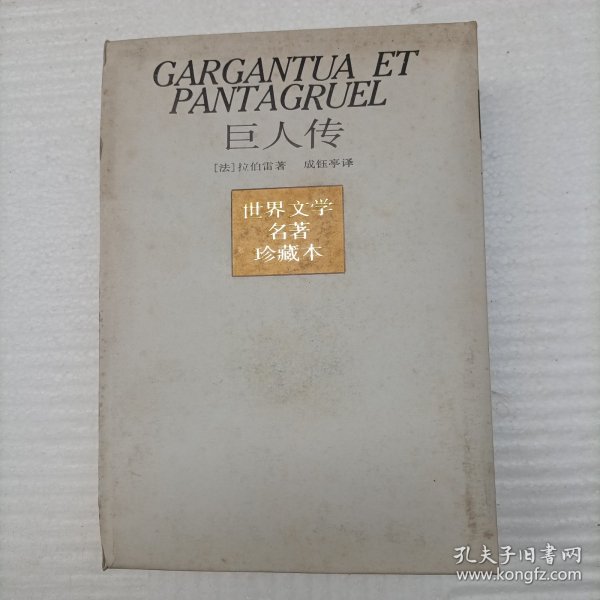 GARGANTUA ET
PANTAGRUEL
巨人传
[法]拉伯雷著 成钰亭译
世界文学
名著
珍藏本
孔夫子旧书网
www.kongfz.com